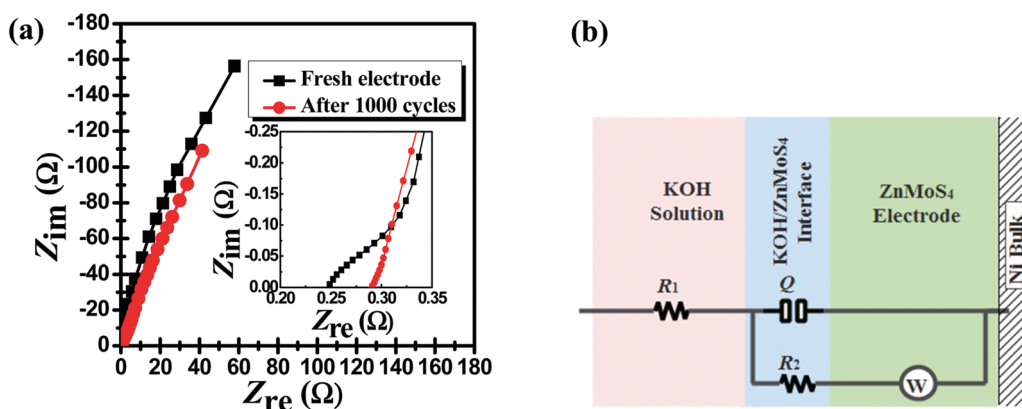 (a)
-180
-160
-140
-120
-100
-80
-60
-40
-20
0
Zim (Ω)
0 20 40 60 80 100 120 140 160 180
Zre (Ω)
Fresh electrode
After 1000 cycles
-0.25
-0.20
-0.15
-0.10
-0.05
0.00
Zim (Ω)
0.20 0.25 0.30 0.35
Zre (Ω)
(b)
KOH
Solution
KOH/ZnMoS4
Interface
ZnMoS4
Electrode
Ni Bulk
R1
Q
R2
W